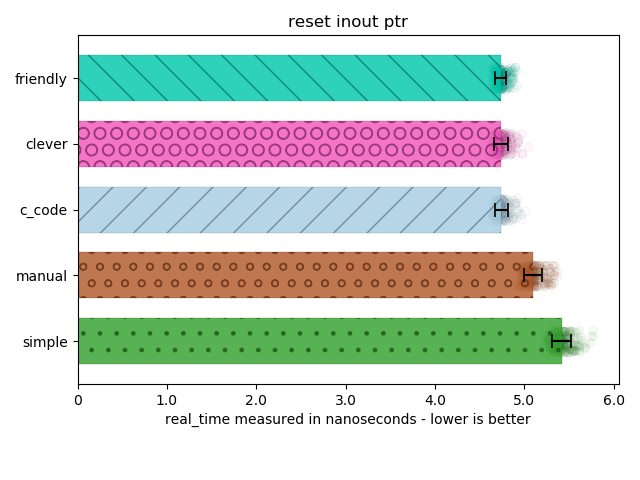 reset inout ptr
friendly
clever
c_code
manual
simple
0 1.0 2.0 3.0 4.0 5.0 6.0
real_time measured in nanoseconds - lower is better